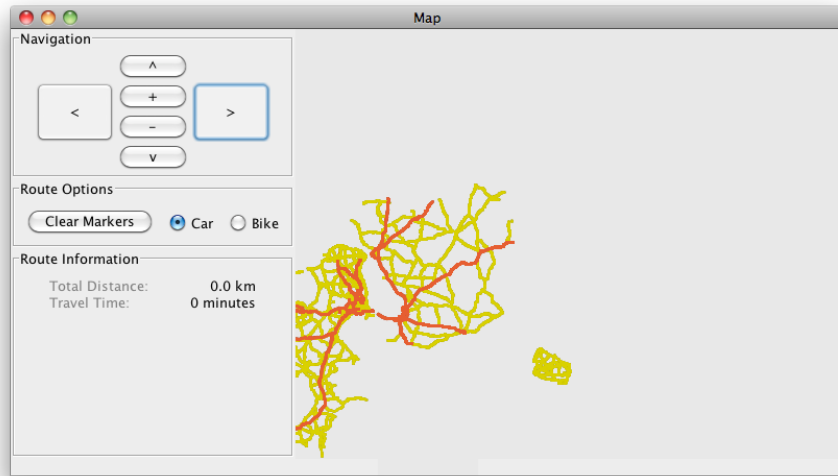 Map
Navigation
^
<
+
>
-
v
Route Options
Clear Markers
Car
Bike
Route Information
Total Distance: 0.0 km
Travel Time: 0 minutes